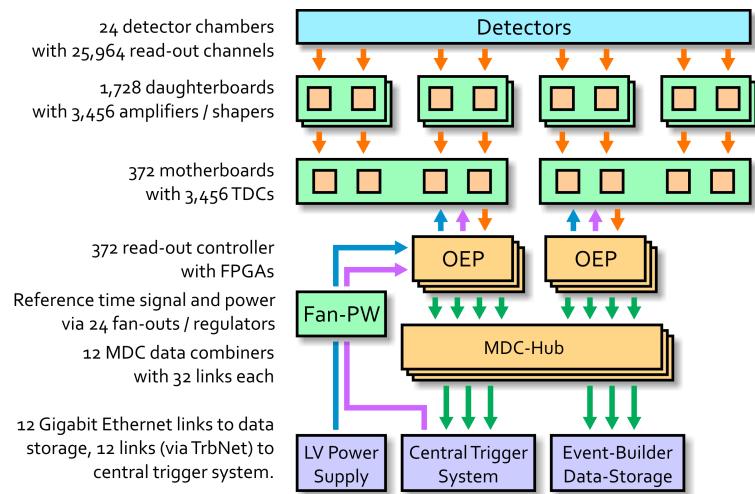 24 detector chambers
with 25,964 read-out channels
Detectors
1,728 daughterboards
with 3,456 amplifiers / shapers
372 motherboards
with 3,456 TDCs
372 read-out controller
with FPGAs
OEP
OEP
Reference time signal and power
via 24 fan-outs / regulators
Fan-PW
12 MDC data combiners
with 32 links each
MDC-Hub
12 Gigabit Ethernet links to data
storage, 12 links (via TrbNet) to
central trigger system.
LV Power
Supply
Central Trigger
System
Event-Builder
Data-Storage